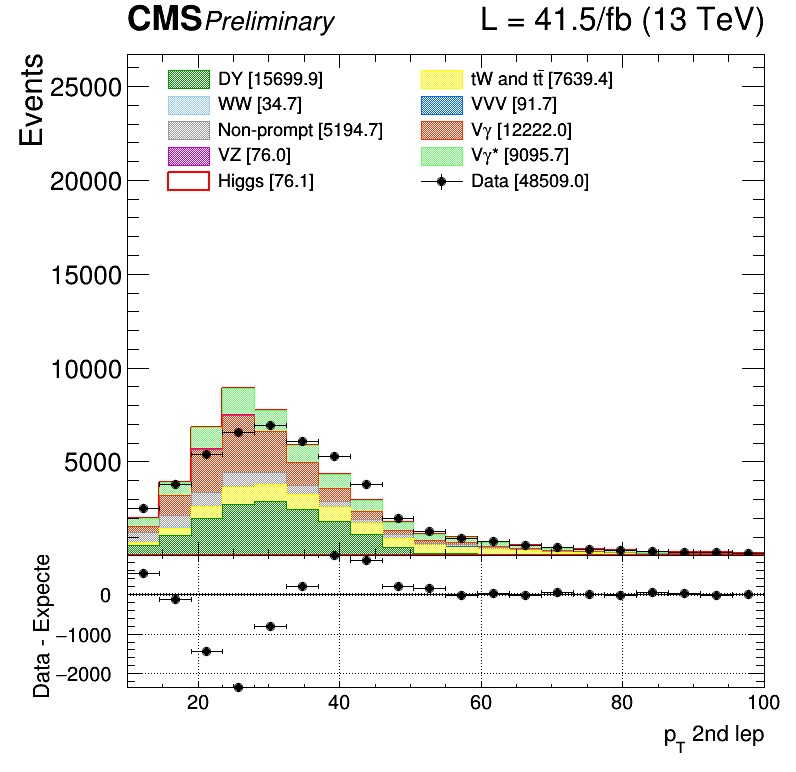 CMS Preliminary L = 41.5/fb (13 TeV)
Events
25000
20000
15000
10000
5000
DY [15699.9]
WW [34.7]
Non-prompt [5194.7]
VZ [76.0]
Higgs [76.1]
tW and tt̄ [7639.4]
VVV [91.7]
Vγ [12222.0]
Vγ* [9095.7]
Data [48509.0]
Data - Expecte
0
−1000
−2000
20 40 60 80 100
pT 2nd lep